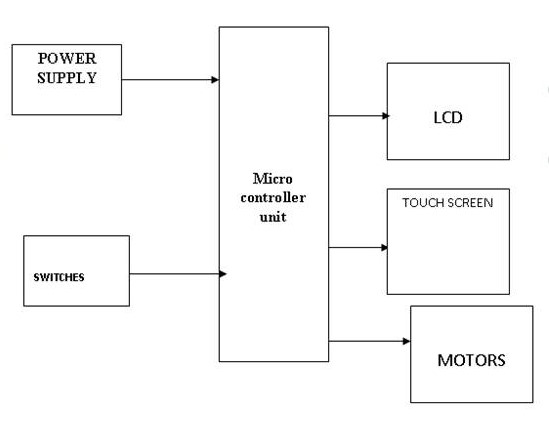 POWER
SUPPLY
LCD
Micro
controller
unit
TOUCH SCREEN
SWITCHES
MOTORS